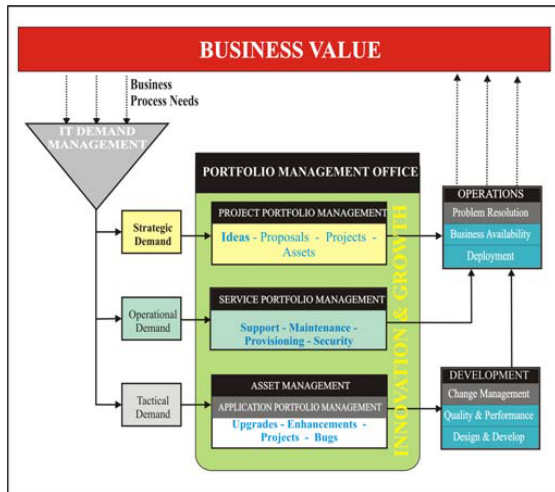 BUSINESS VALUE
Business
Process Needs
IT DEMAND
MANAGEMENT
PORTFOLIO MANAGEMENT OFFICE
Strategic
Demand
PROJECT PORTFOLIO MANAGEMENT
Ideas - Proposals - Projects -
Assets
Operational
Demand
SERVICE PORTFOLIO MANAGEMENT
Support - Maintenance -
Provisioning - Security
Tactical
Demand
ASSET MANAGEMENT
APPLICATION PORTFOLIO MANAGEMENT
Upgrades - Enhancements -
Projects - Bugs
INNOVATION & GROWTH
OPERATIONS
Problem Resolution
Business Availability
Deployment
DEVELOPMENT
Change Management
Quality & Performance
Design & Develop